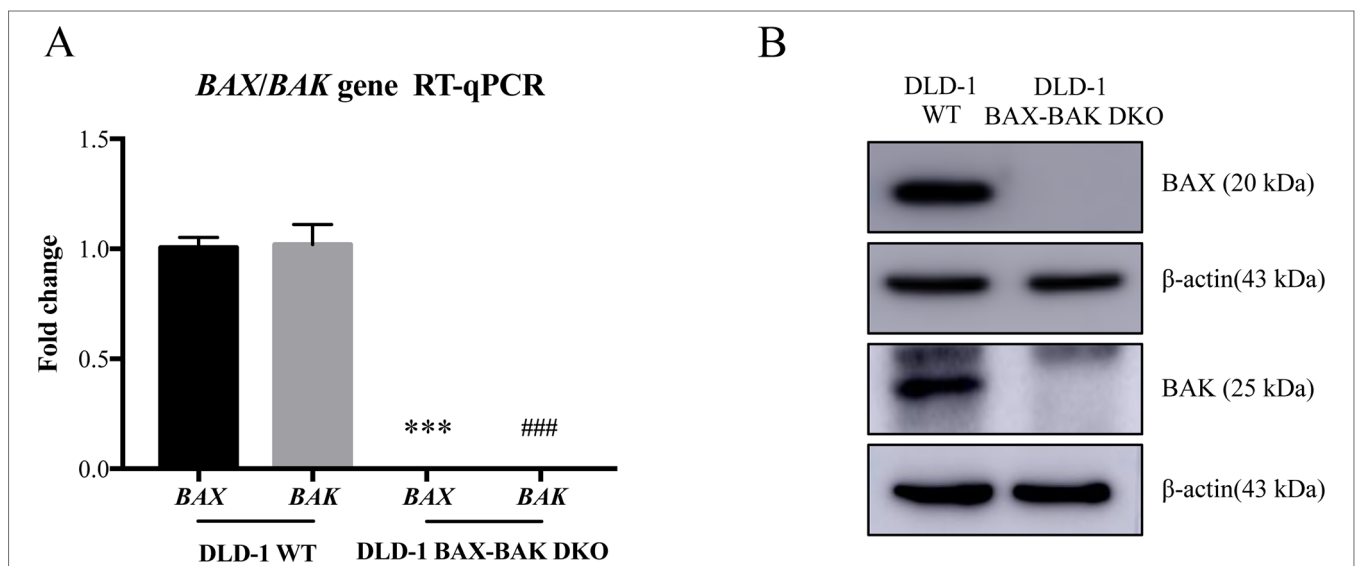 A
BAX/BAK gene RT-qPCR
Fold change
1.5
1.0
0.5
0.0
*** ###
BAX BAK BAX BAK
DLD-1 WT DLD-1 BAX-BAK DKO
B
DLD-1 DLD-1
WT BAX-BAK DKO
BAX (20 kDa)
β-actin(43 kDa)
BAK (25 kDa)
β-actin(43 kDa)